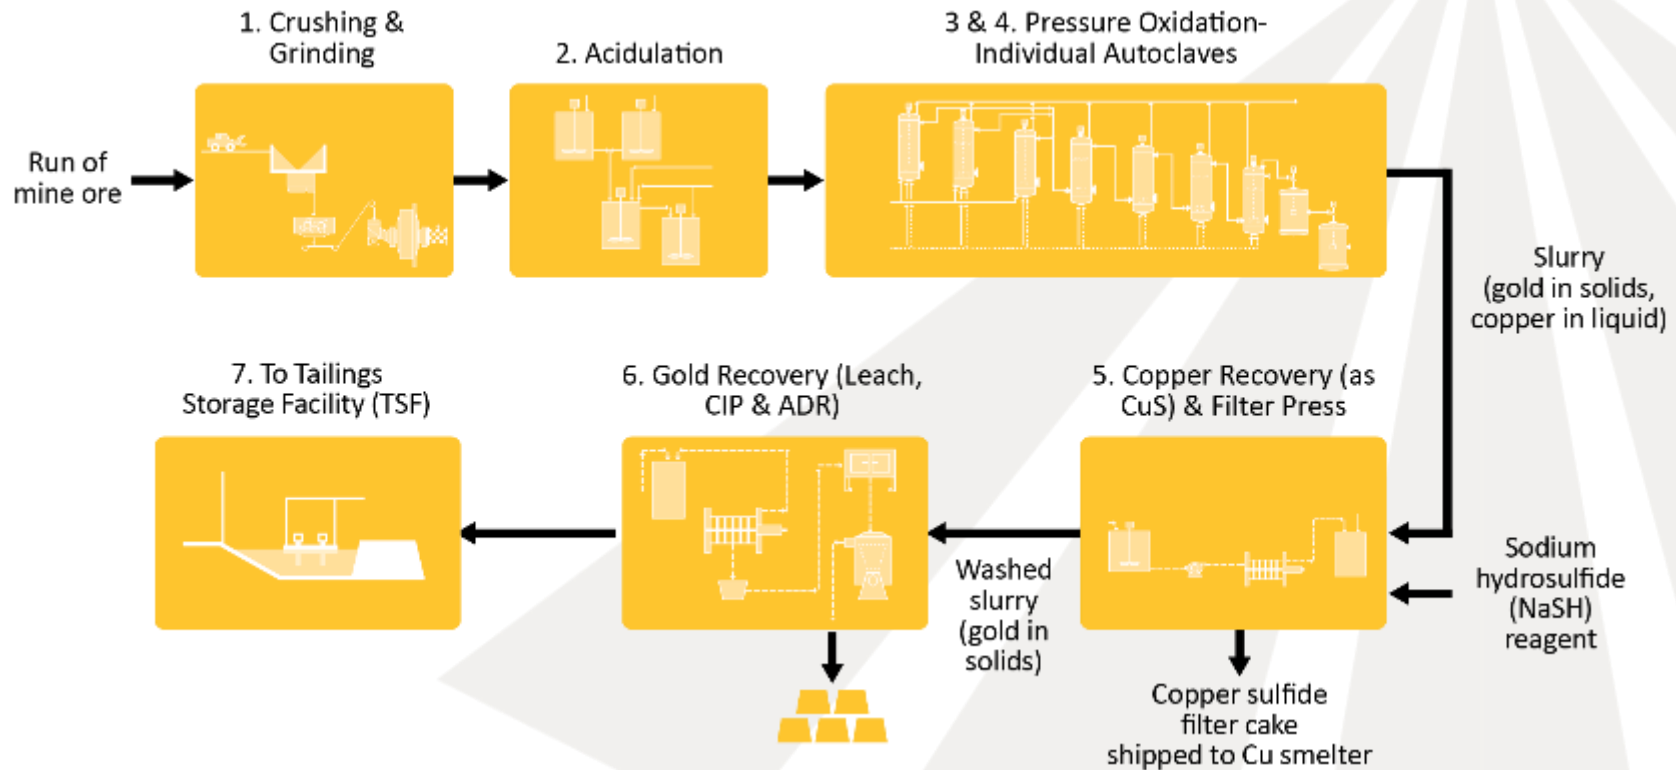 1. Crushing &
Grinding
2. Acidulation
3 & 4. Pressure Oxidation-
Individual Autoclaves
Run of
mine ore
Slurry
(gold in solids,
copper in liquid)
7. To Tailings
Storage Facility (TSF)
6. Gold Recovery (Leach,
CIP & ADR)
5. Copper Recovery (as
CuS) & Filter Press
Washed
slurry
(gold in
solids)
Sodium
hydrosulfide
(NaSH)
reagent
Copper sulfide
filter cake
shipped to Cu smelter